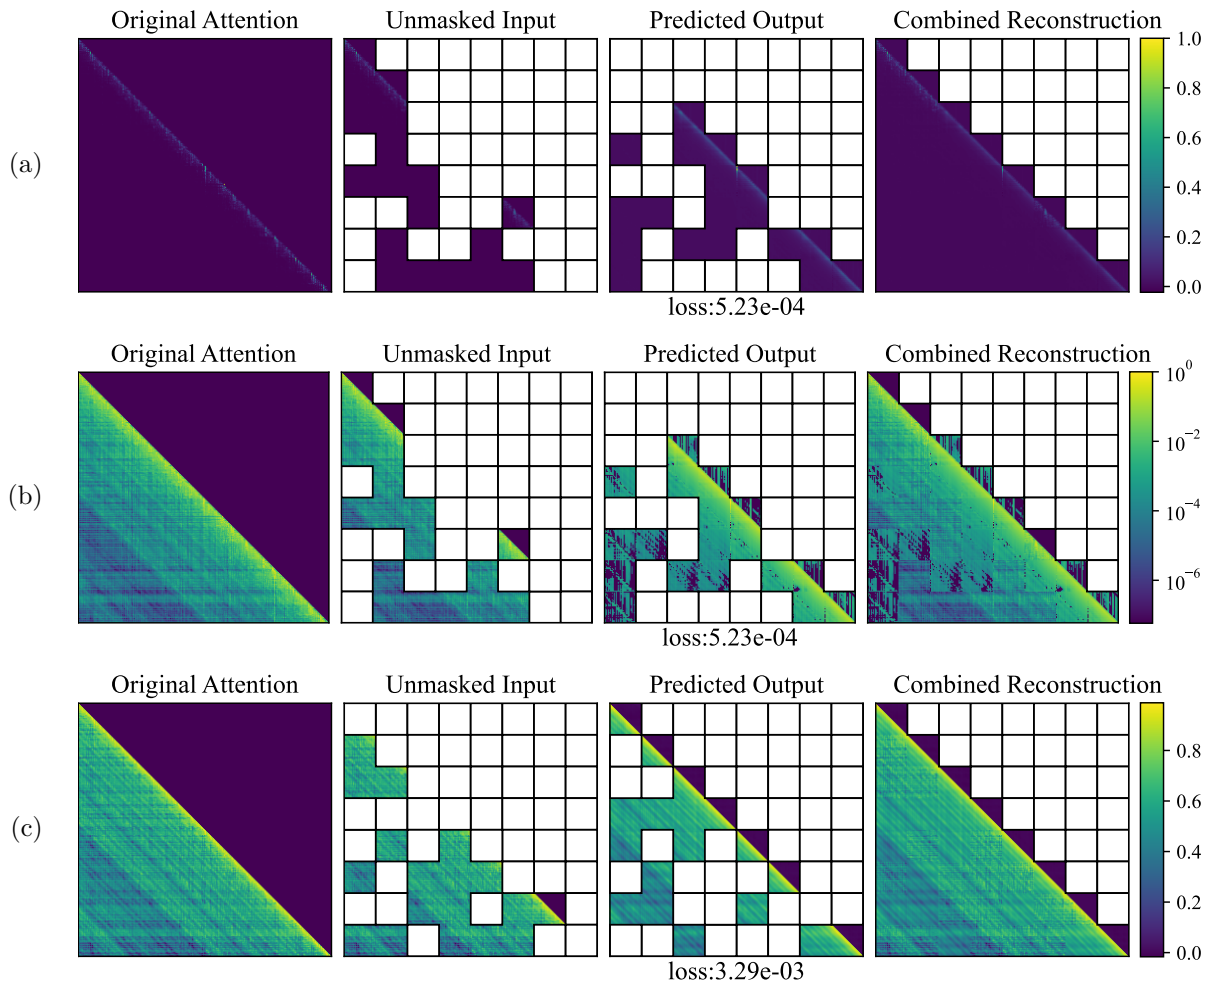 Original Attention Unmasked Input Predicted Output Combined Reconstruction
(a)
1.0
0.8
0.6
0.4
0.2
0.0
loss:5.23e-04
Original Attention Unmasked Input Predicted Output Combined Reconstruction
(b)
10⁰
10⁻²
10⁻⁴
10⁻⁶
loss:5.23e-04
Original Attention Unmasked Input Predicted Output Combined Reconstruction
(c)
0.8
0.6
0.4
0.2
0.0
loss:3.29e-03